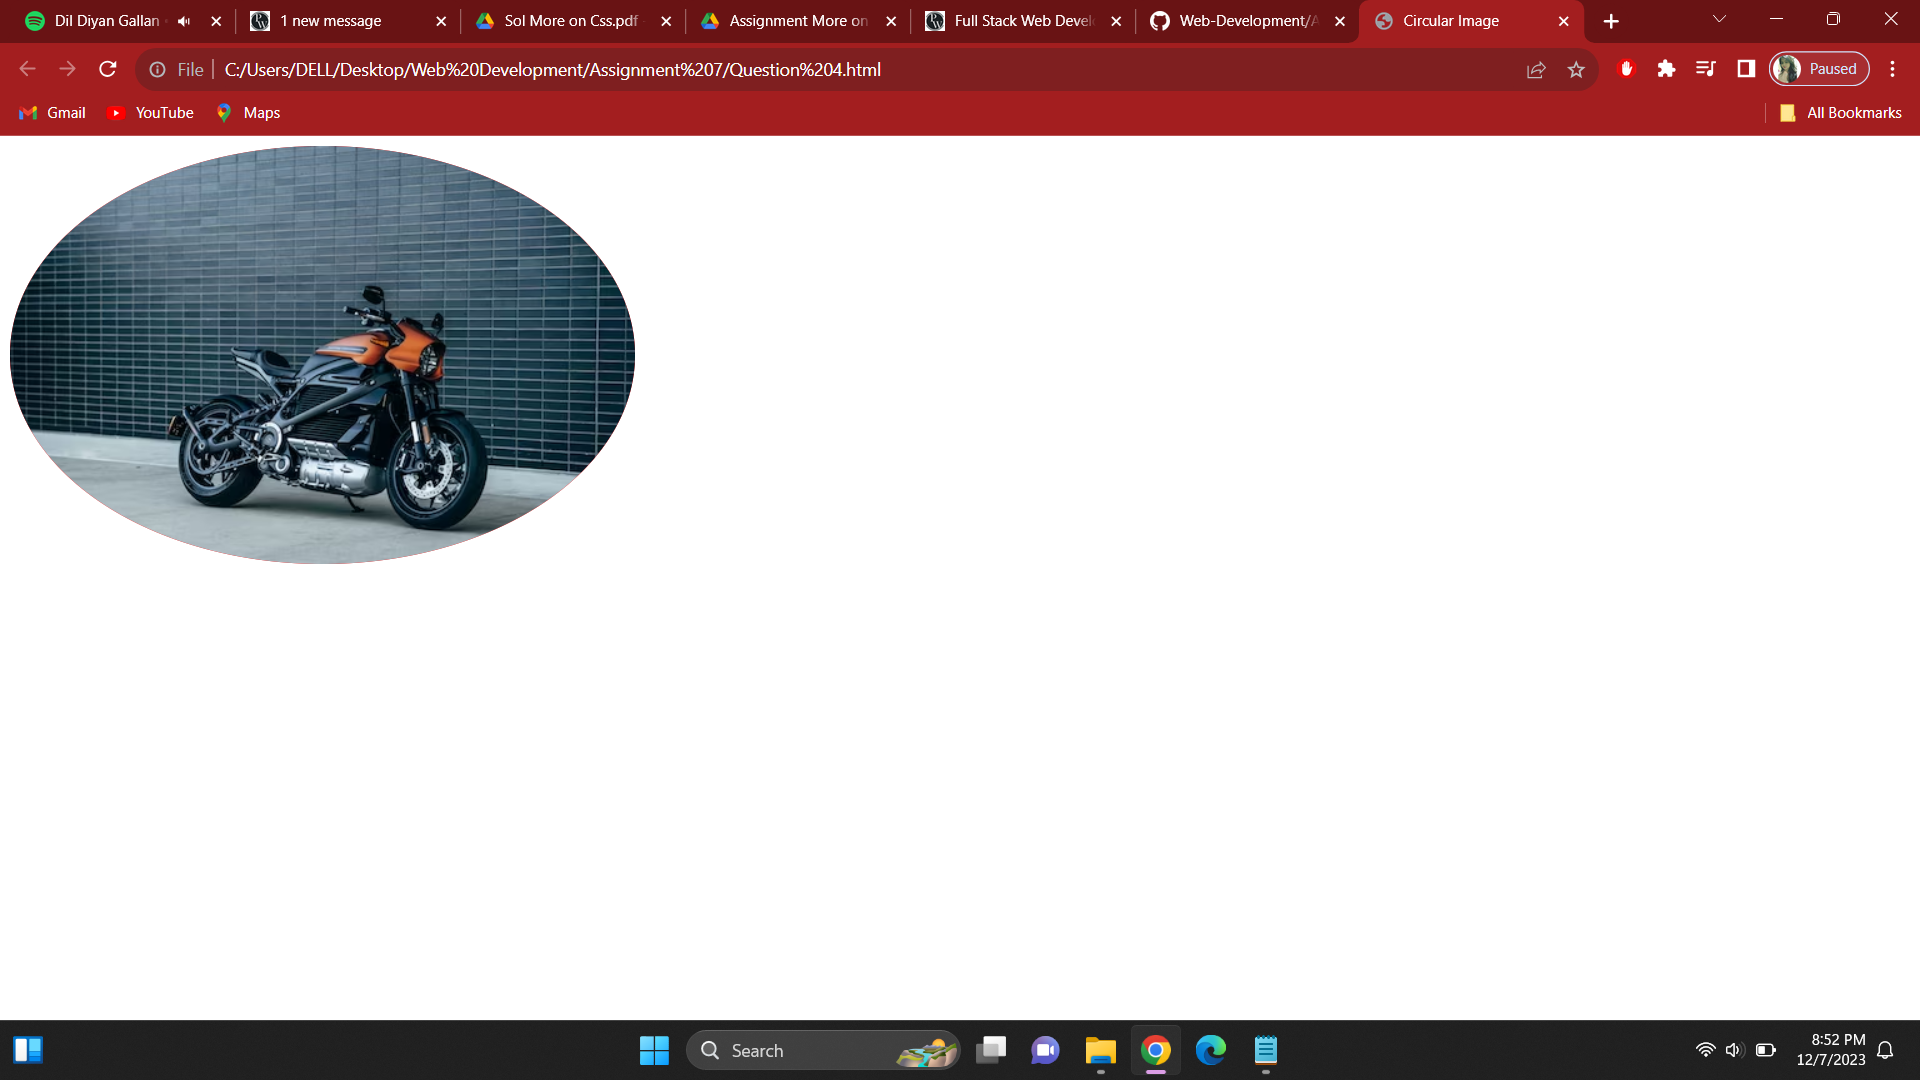 Dil Diyan Gallan
1 new message
Sol More on Css.pdf
Assignment More on
Full Stack Web Devel
Web-Development/A
Circular Image
File
C:/Users/DELL/Desktop/Web%20Development/Assignment%207/Question%204.html
Paused
Gmail
YouTube
Maps
All Bookmarks
Search
8:52 PM
12/7/2023